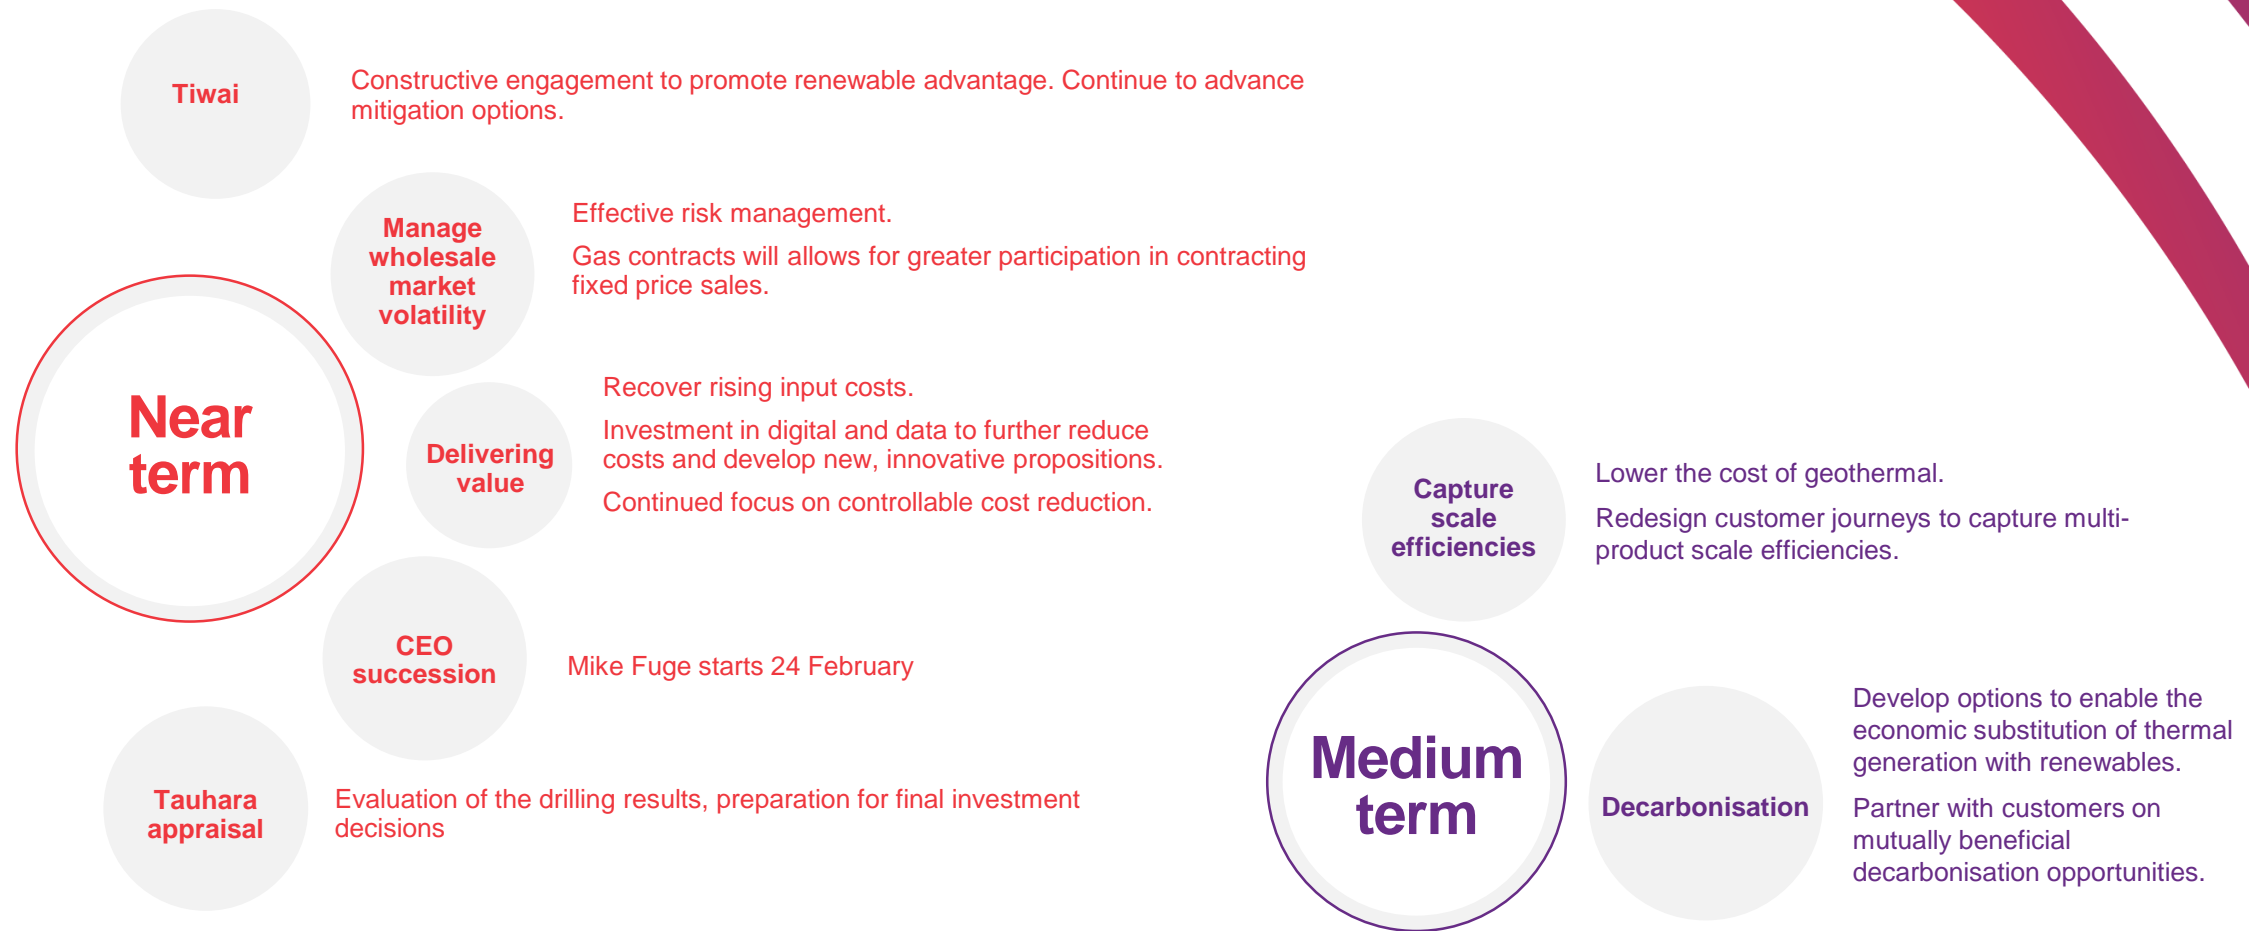 Tiwai
Constructive engagement to promote renewable advantage. Continue to advance
mitigation options.
Manage
wholesale
market
volatility
Effective risk management.
Gas contracts will allows for greater participation in contracting
fixed price sales.
Near
term
Delivering
value
Recover rising input costs.
Investment in digital and data to further reduce
costs and develop new, innovative propositions.
Continued focus on controllable cost reduction.
CEO
succession
Mike Fuge starts 24 February
Tauhara
appraisal
Evaluation of the drilling results, preparation for final investment
decisions
Capture
scale
efficiencies
Lower the cost of geothermal.
Redesign customer journeys to capture multi-
product scale efficiencies.
Medium
term
Decarbonisation
Develop options to enable the
economic substitution of thermal
generation with renewables.
Partner with customers on
mutually beneficial
decarbonisation opportunities.